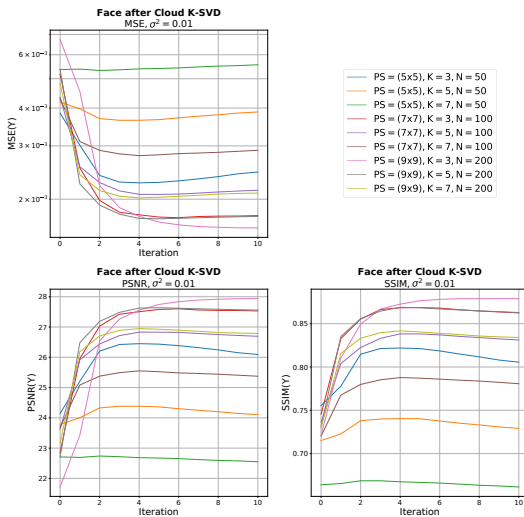 Face after Cloud K-SVD
MSE, σ² = 0.01
MSE(Y)
6 × 10⁻³
4 × 10⁻³
3 × 10⁻³
2 × 10⁻³
0 2 4 6 8 10
Iteration
PS = (5x5), K = 3, N = 50
PS = (5x5), K = 5, N = 50
PS = (5x5), K = 7, N = 50
PS = (7x7), K = 3, N = 100
PS = (7x7), K = 5, N = 100
PS = (7x7), K = 7, N = 100
PS = (9x9), K = 3, N = 200
PS = (9x9), K = 5, N = 200
PS = (9x9), K = 7, N = 200
Face after Cloud K-SVD
PSNR, σ² = 0.01
PSNR(Y)
28
27
26
25
24
23
22
0 2 4 6 8 10
Iteration
Face after Cloud K-SVD
SSIM, σ² = 0.01
SSIM(Y)
0.85
0.80
0.75
0.70
0 2 4 6 8 10
Iteration